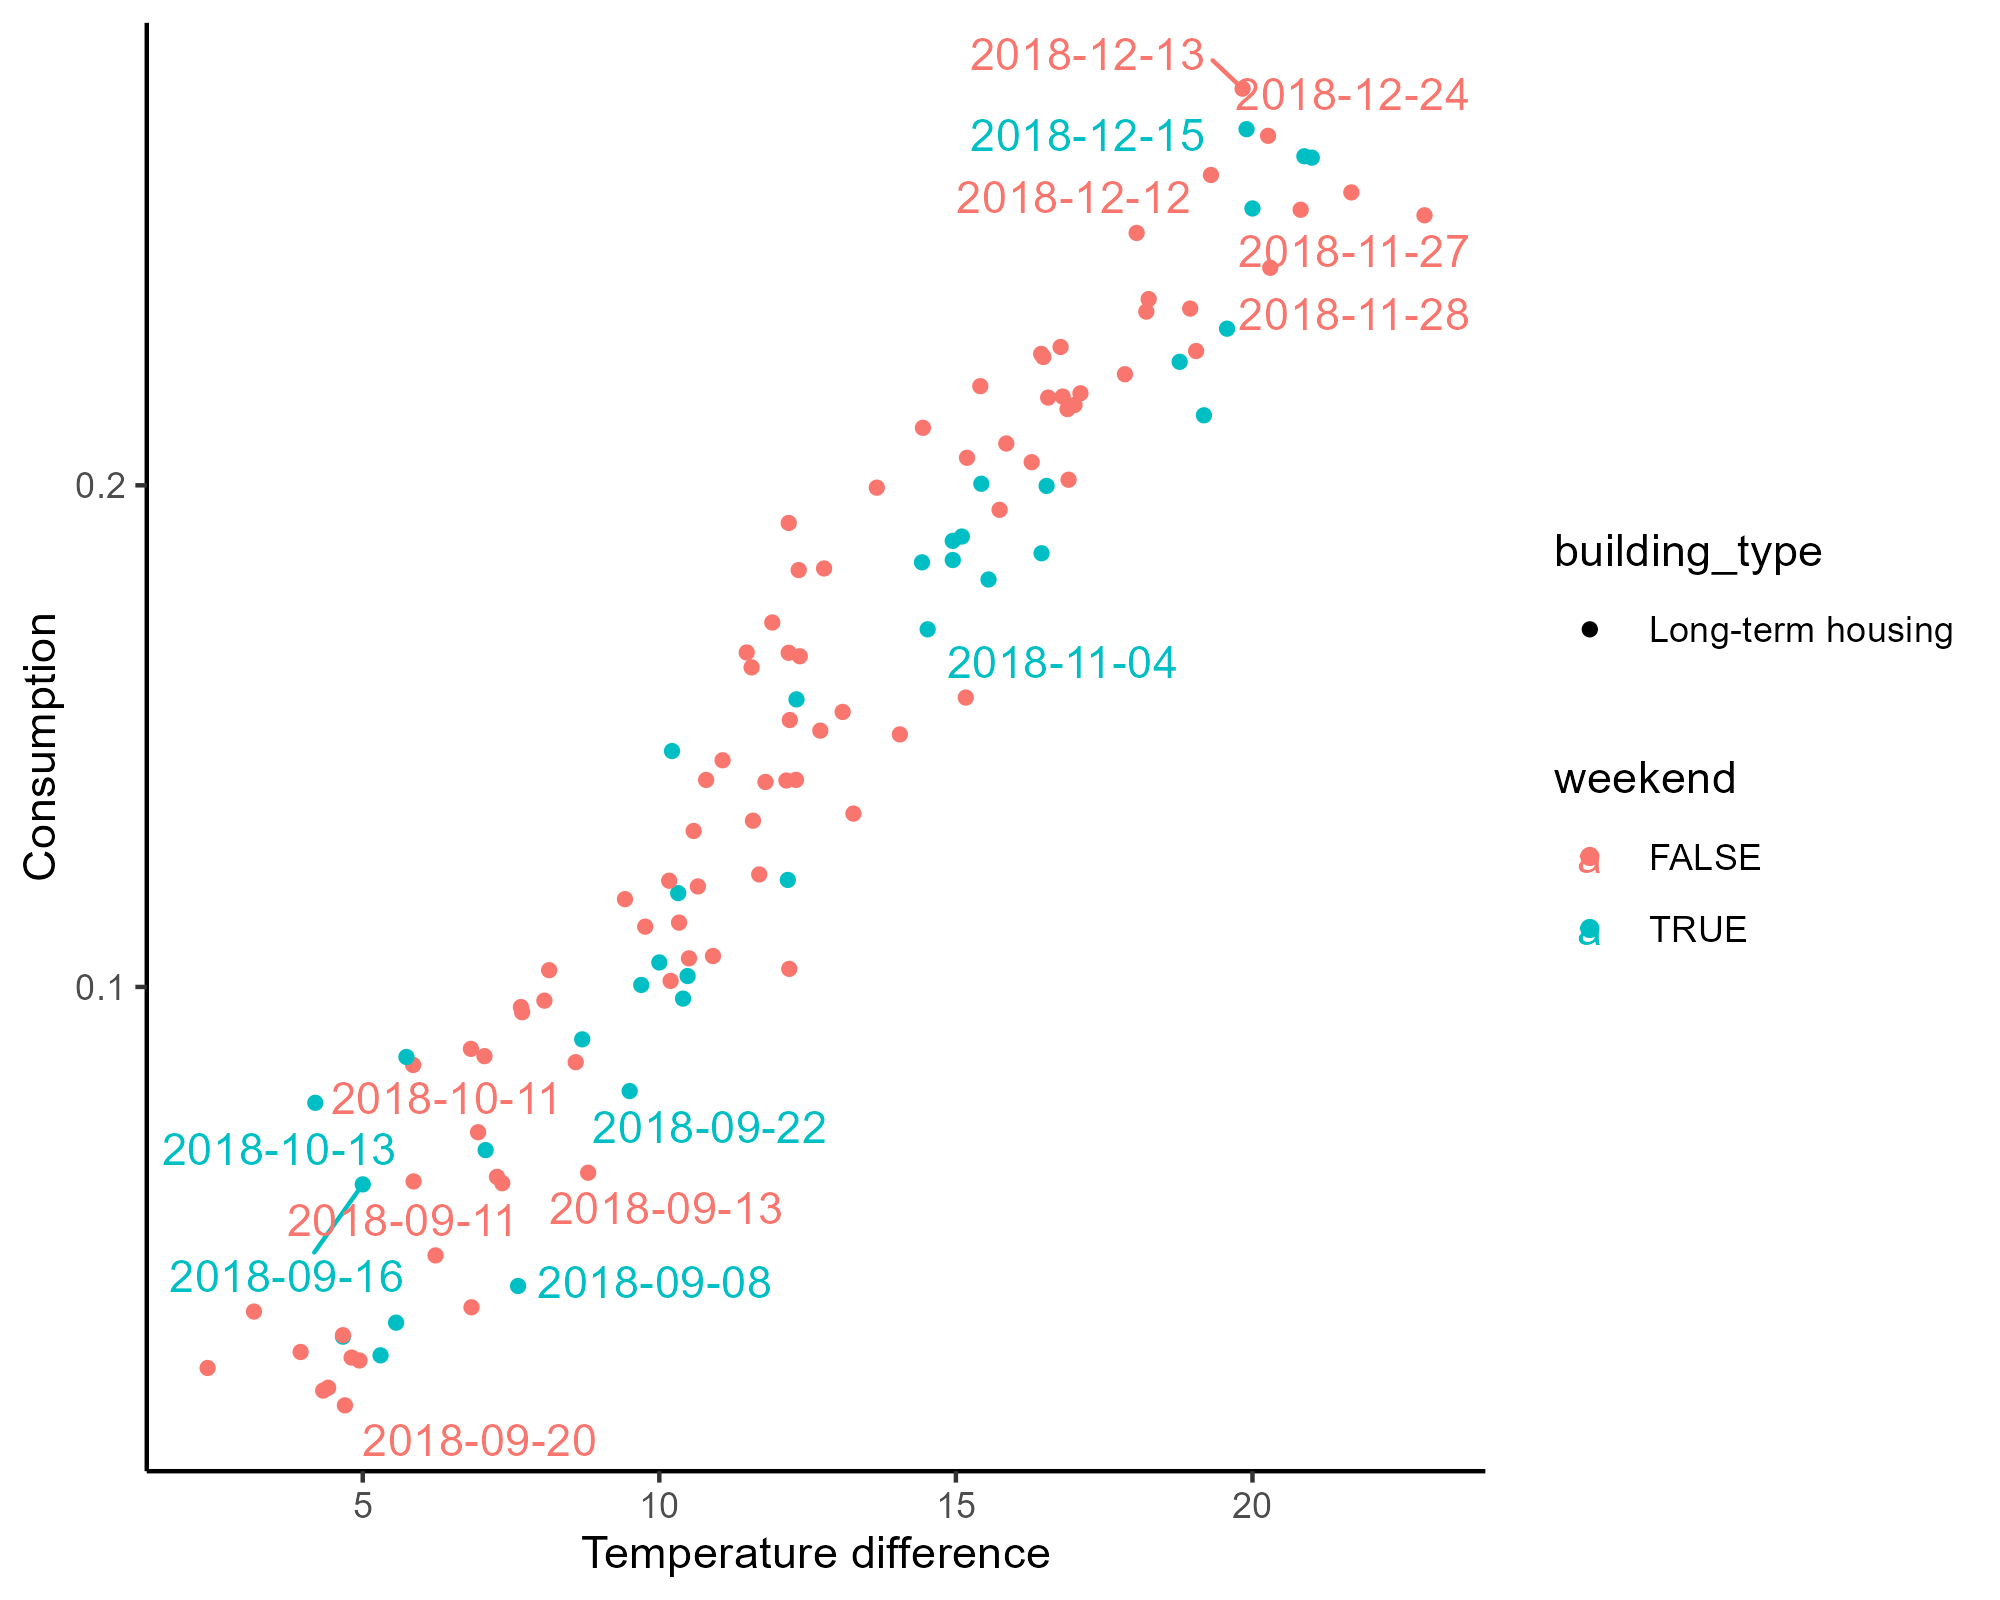 2018-12-13
2018-12-24
2018-12-15
2018-12-12
2018-11-27
2018-11-28
0.2
building_type
Long-term housing
2018-11-04
Consumption
weekend
a FALSE
a TRUE
0.1
2018-10-11
2018-09-22
2018-10-13
2018-09-13
2018-09-11
2018-09-16
2018-09-08
2018-09-20
5 10 15 20
Temperature difference